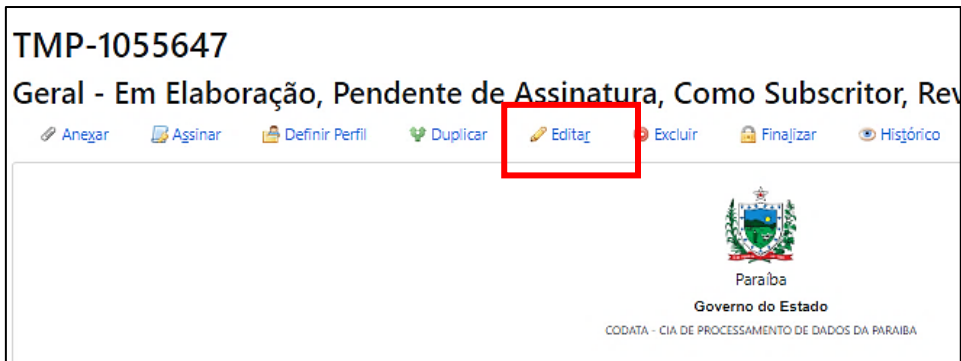 TMP-1055647
Geral - Em Elaboração, Pendente de Assinatura, Como Subscritor, Rev
Anexar Assinar Definir Perfil Duplicar Editar Excluir Finalizar Histórico
Paraíba
Governo do Estado
CODATA - CIA DE PROCESSAMENTO DE DADOS DA PARAIBA